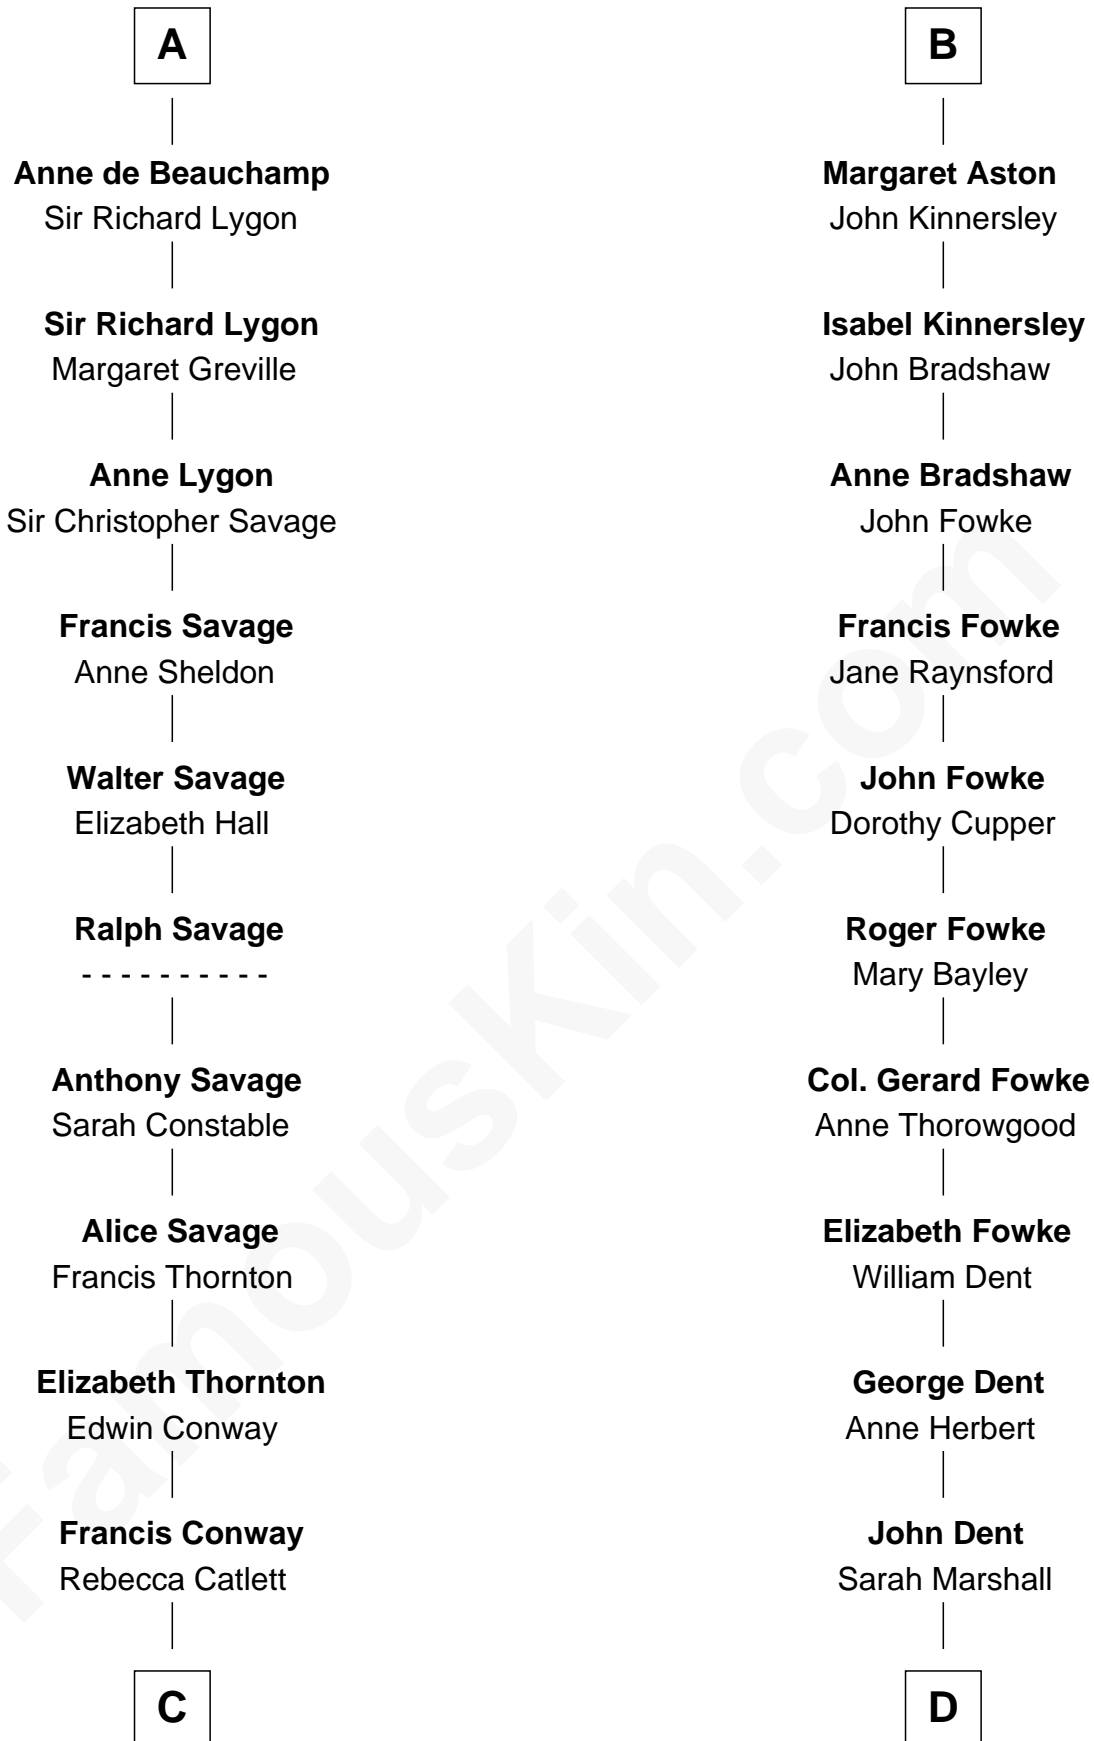 A
Anne de Beauchamp
Sir Richard Lygon
Sir Richard Lygon
Margaret Greville
Anne Lygon
Sir Christopher Savage
Francis Savage
Anne Sheldon
Walter Savage
Elizabeth Hall
Ralph Savage
- - - - - - - - - -
Anthony Savage
Sarah Constable
Alice Savage
Francis Thornton
Elizabeth Thornton
Edwin Conway
Francis Conway
Rebecca Catlett
C
B
Margaret Aston
John Kinnersley
Isabel Kinnersley
John Bradshaw
Anne Bradshaw
John Fowke
Francis Fowke
Jane Raynsford
John Fowke
Dorothy Cupper
Roger Fowke
Mary Bayley
Col. Gerard Fowke
Anne Thorowgood
Elizabeth Fowke
William Dent
George Dent
Anne Herbert
John Dent
Sarah Marshall
D
FamousKin.com